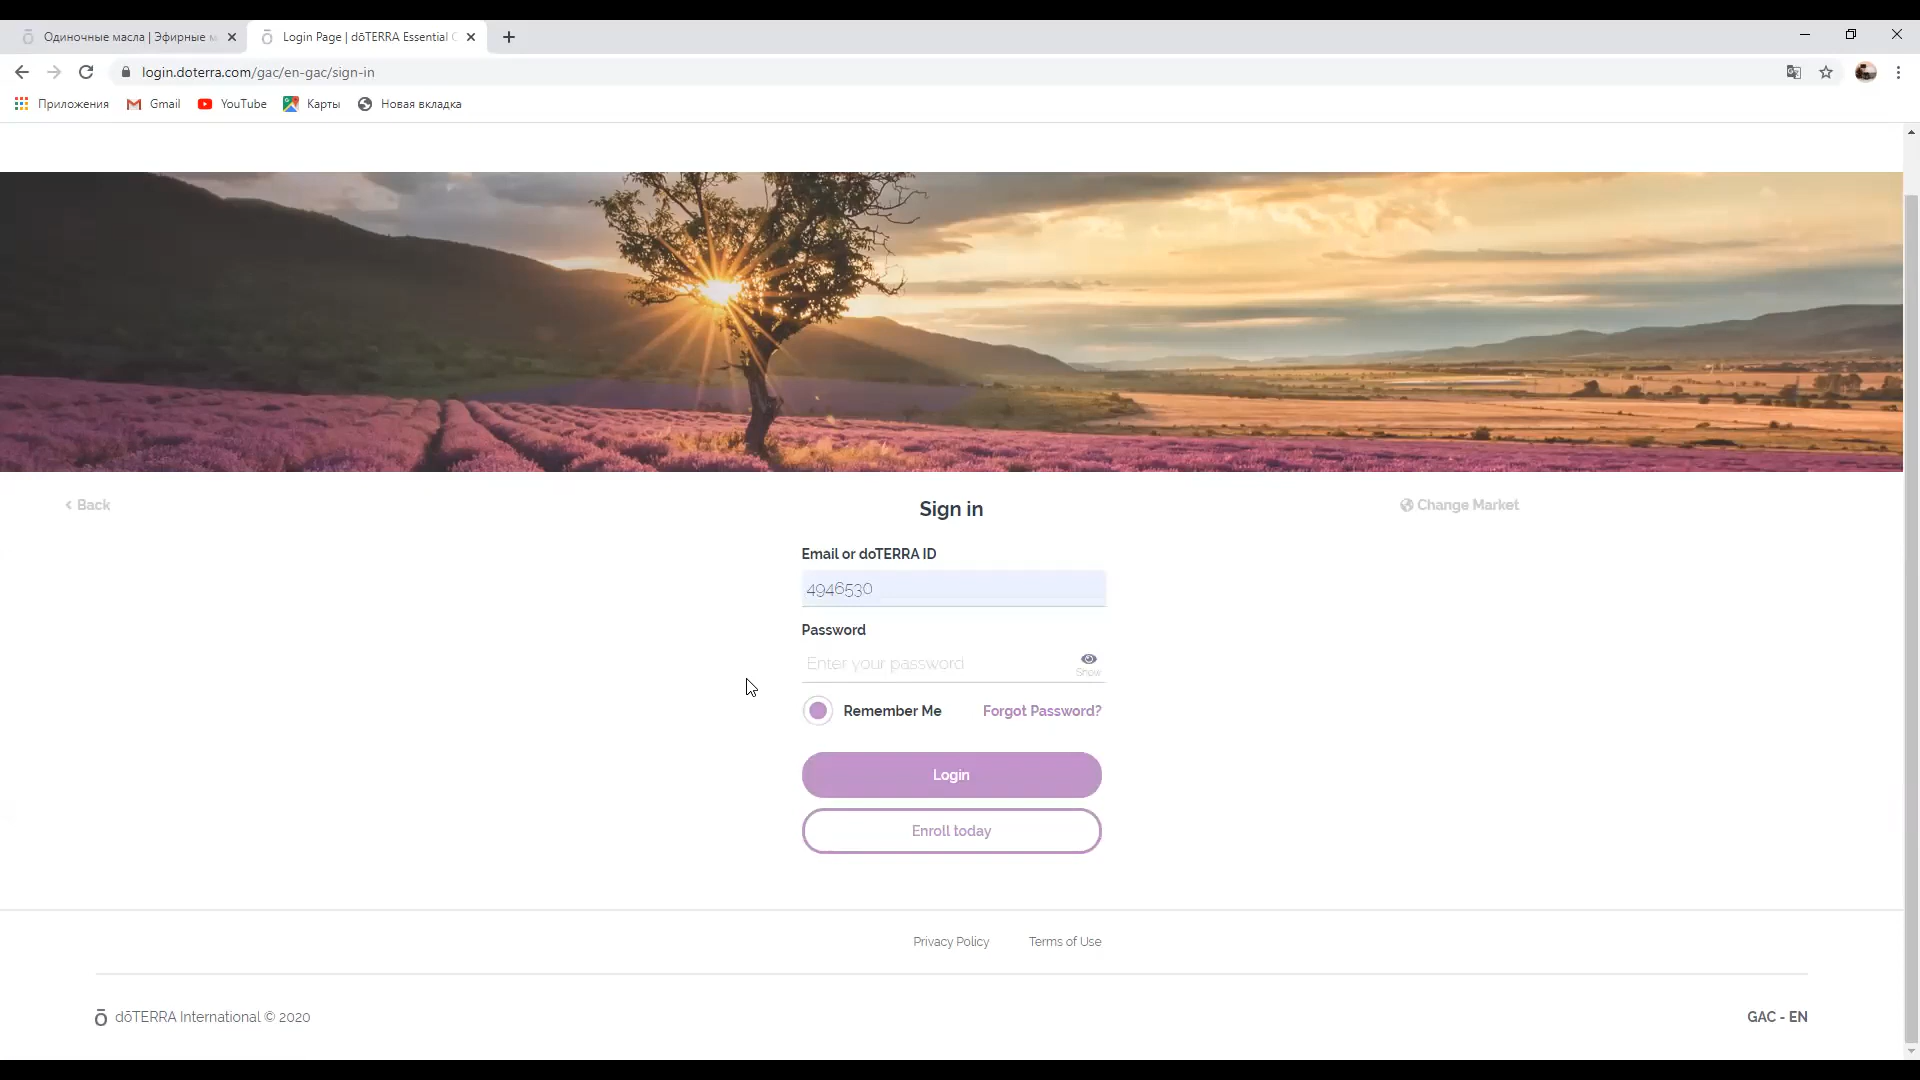 Одиночные масла | Эфирные м
Login Page | dōTERRA Essential O
login.doterra.com/gac/en-gac/sign-in
Приложения Gmail YouTube Карты Новая вкладка
Back
Sign in
Change Market
Email or doTERRA ID
4946530
Password
Enter your password
Show
Remember Me Forgot Password?
Login
Enroll today
Privacy Policy Terms of Use
dōTERRA International © 2020
GAC - EN